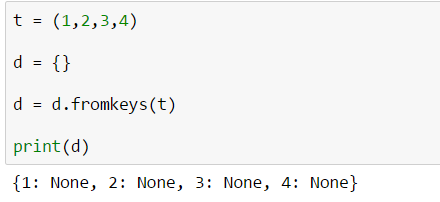 t = (1,2,3,4)
d = {}
d = d.fromkeys(t)
print(d)
{1: None, 2: None, 3: None, 4: None}